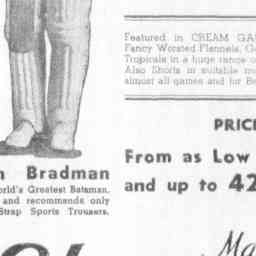 Featured in CREAM GA
Fancy Worsted Flannels, G
Tropicals in a huge range o
Also Shorts in suitable m
almost all games and for Be
PRIC
From as Low
and up to 42
n Bradman
orld's Greatest Batsman,
and recommends only
Strap Sports Trousers.
Ma